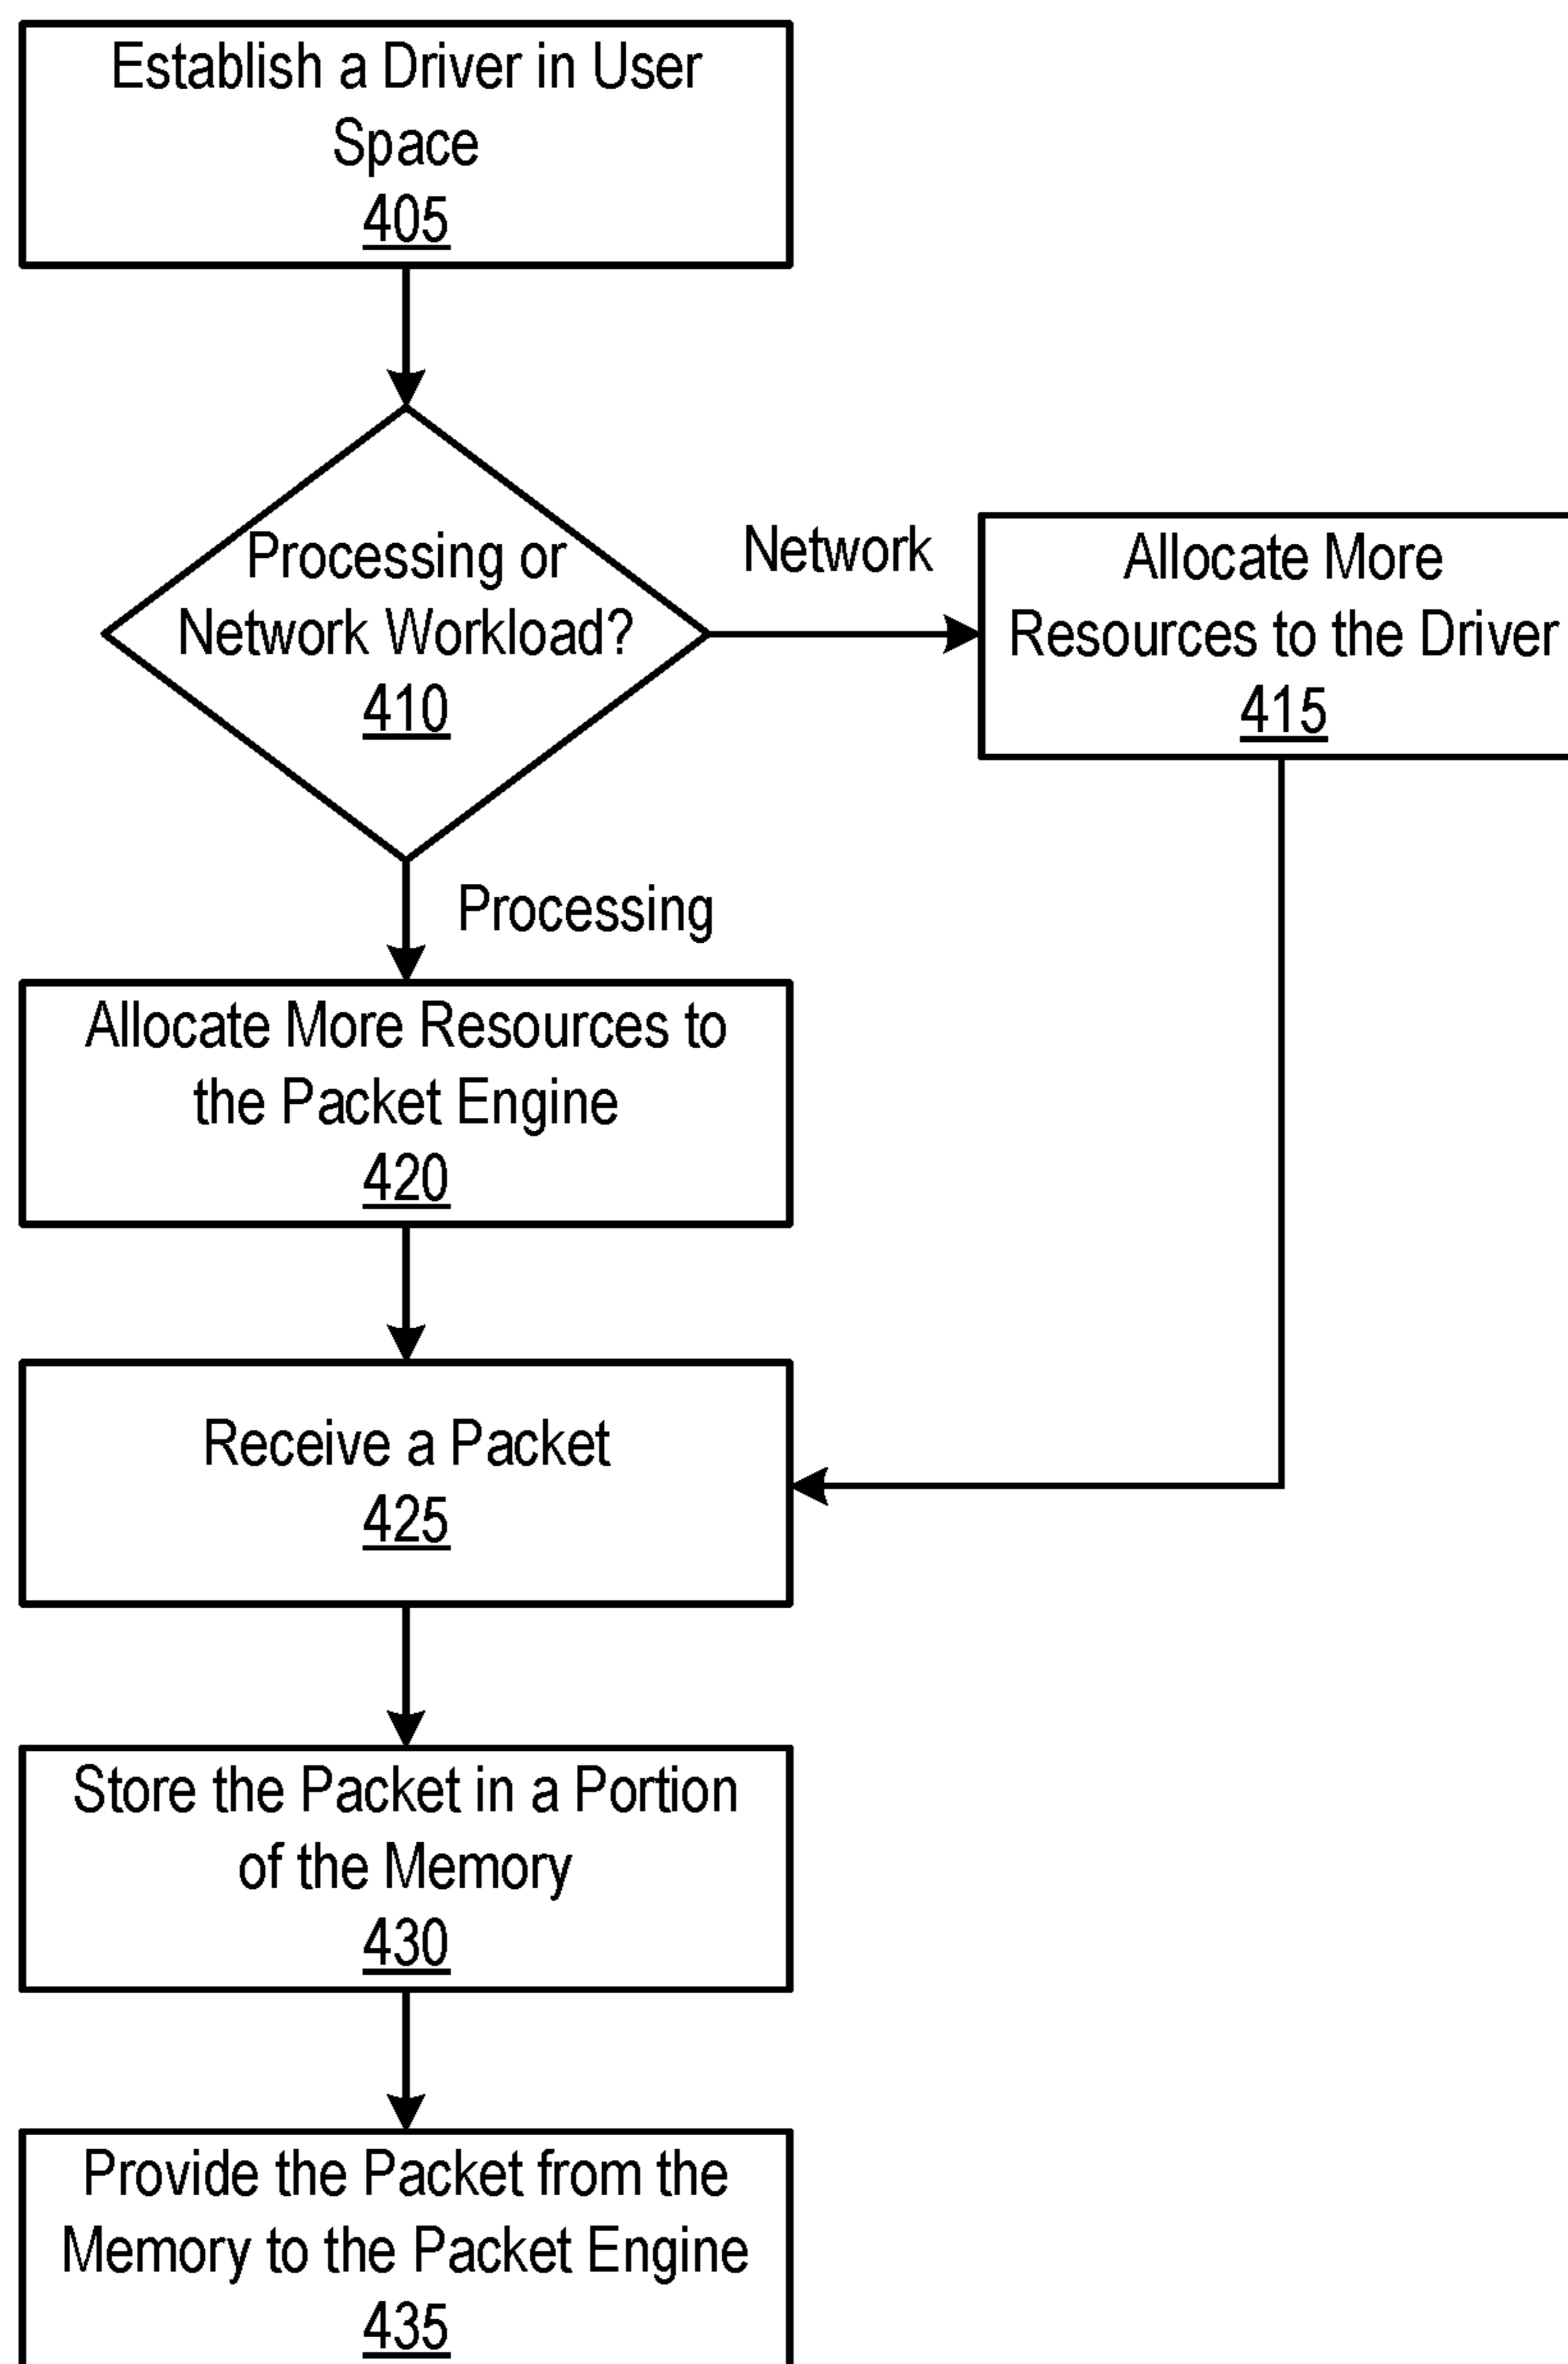 Establish a Driver in User
Space
405
Processing or
Network Workload?
410
Network
Allocate More
Resources to the Driver
415
Processing
Allocate More Resources to
the Packet Engine
420
Receive a Packet
425
Store the Packet in a Portion
of the Memory
430
Provide the Packet from the
Memory to the Packet Engine
435